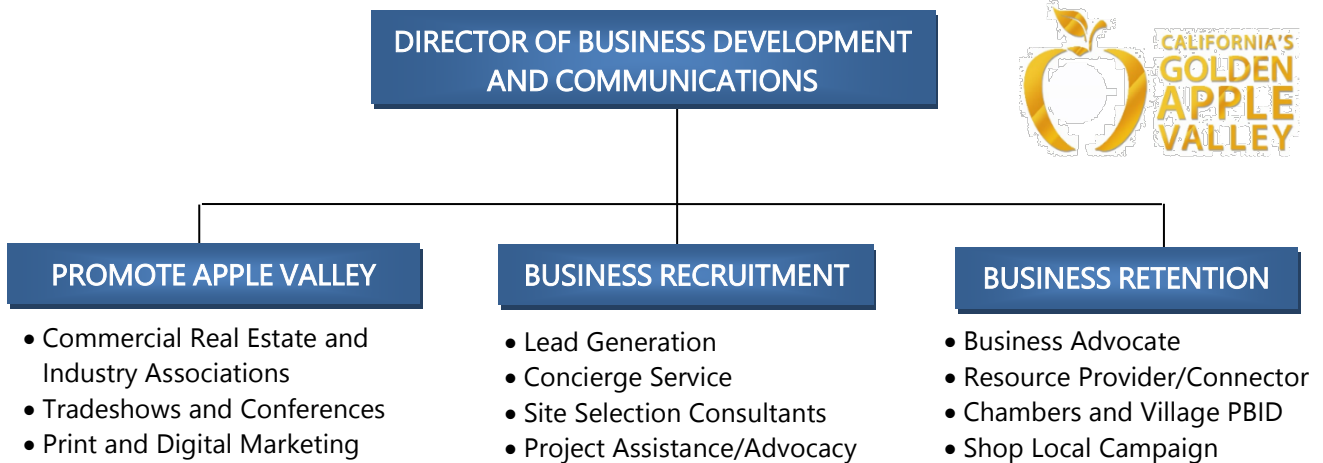 DIRECTOR OF BUSINESS DEVELOPMENT
AND COMMUNICATIONS
CALIFORNIA'S
GOLDEN
APPLE
VALLEY
PROMOTE APPLE VALLEY
• Commercial Real Estate and
Industry Associations
• Tradeshows and Conferences
• Print and Digital Marketing
BUSINESS RECRUITMENT
• Lead Generation
• Concierge Service
• Site Selection Consultants
• Project Assistance/Advocacy
BUSINESS RETENTION
• Business Advocate
• Resource Provider/Connector
• Chambers and Village PBID
• Shop Local Campaign